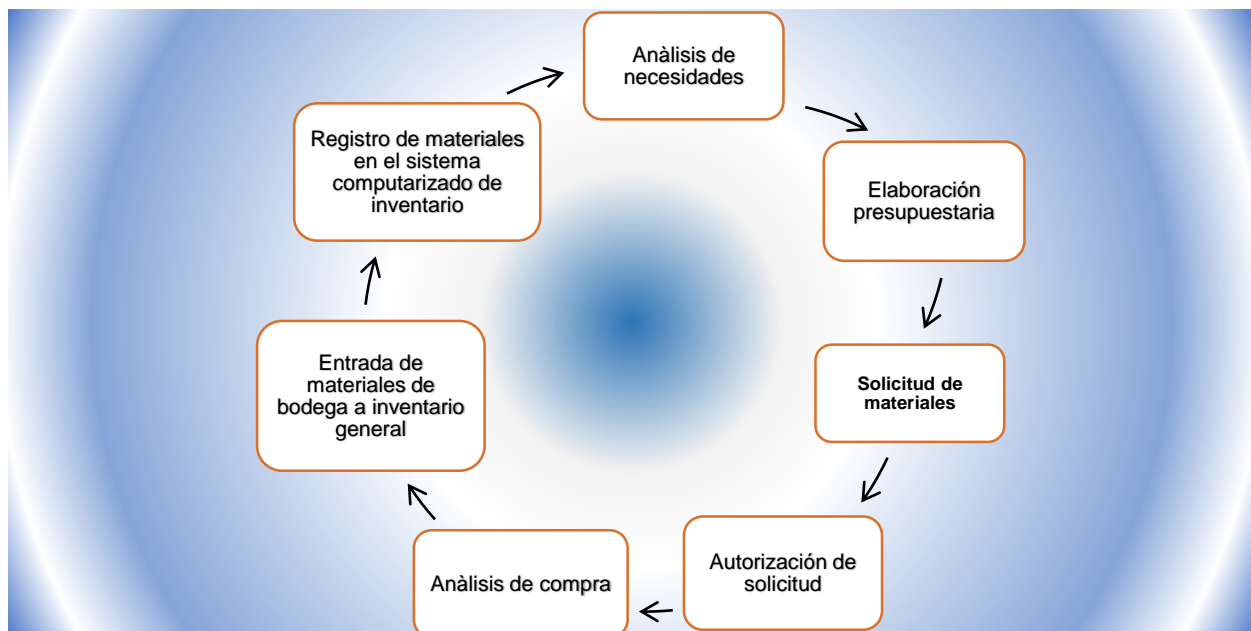 Anàlisis de
necesidades
Elaboración
presupuestaria
Solicitud de
materiales
Autorización de
solicitud
Anàlisis de compra
Entrada de
materiales de
bodega a inventario
general
Registro de materiales
en el sistema
computarizado de
inventario